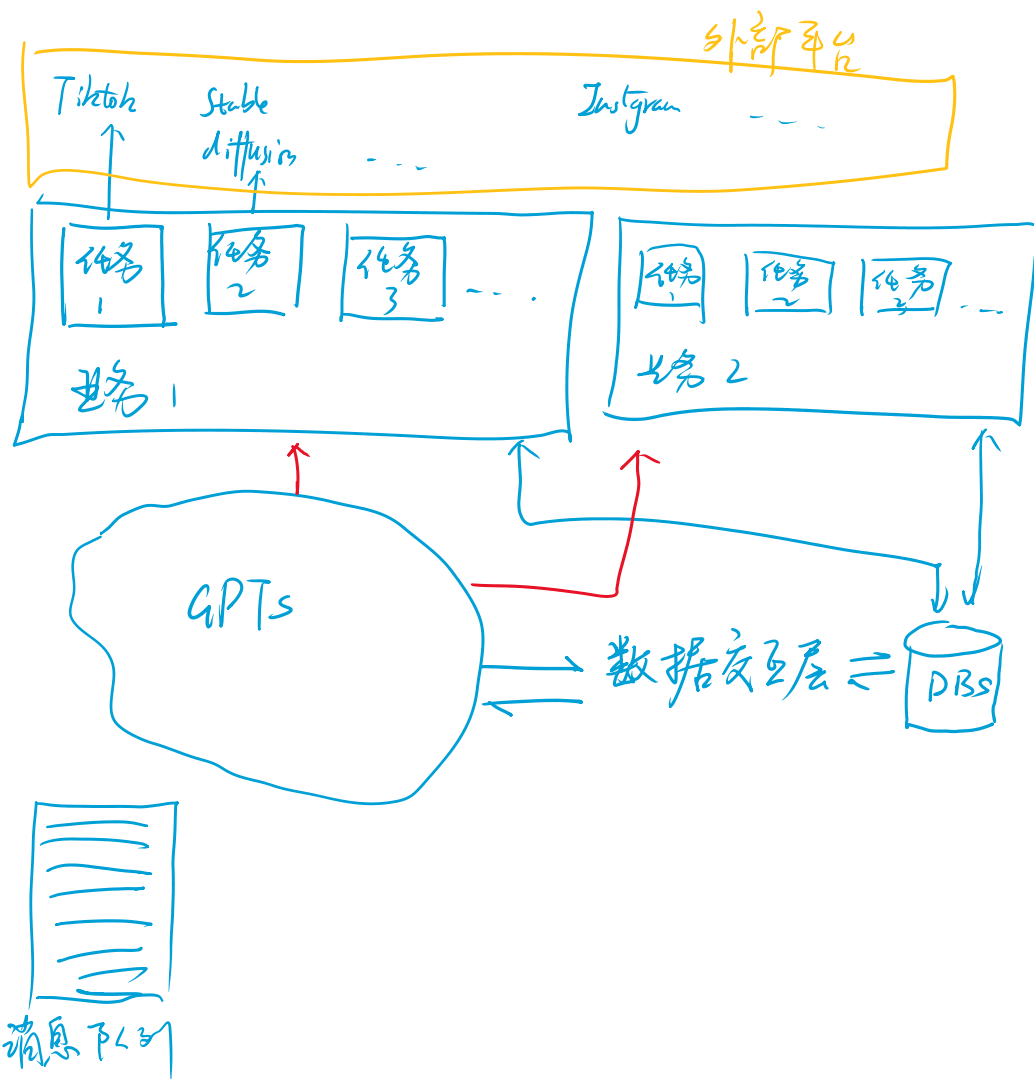 外部平台
Tiktok
Stable
diffusion
...
Instgram
...
任务
1
任务
2
任务
3
...
业务 1
任务
1
任务
2
任务
3
...
业务 2
GPTs
数据交互层
DBs
消息队列